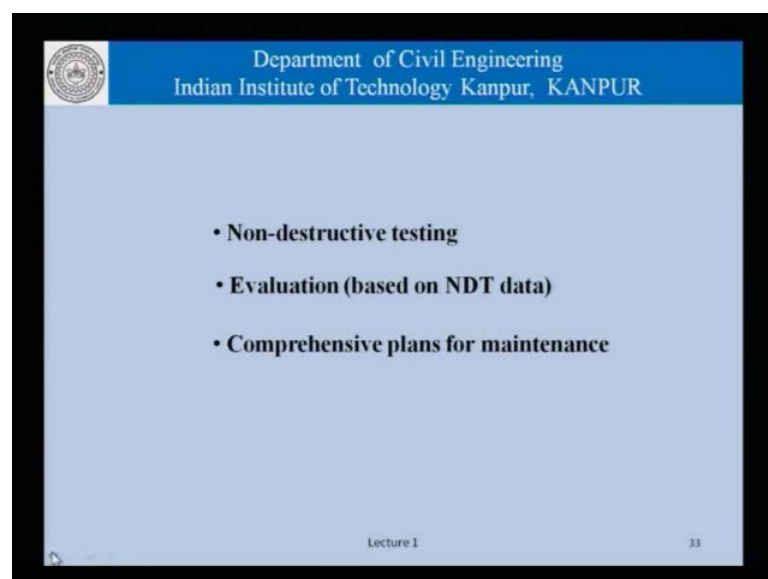 Department of Civil Engineering
Indian Institute of Technology Kanpur, KANPUR
• Non-destructive testing
• Evaluation (based on NDT data)
• Comprehensive plans for maintenance
Lecture 1
33